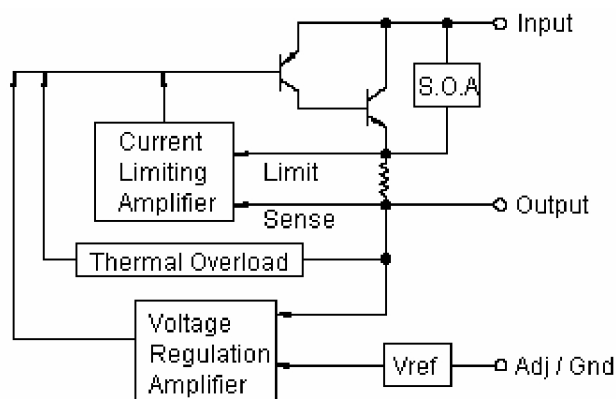 Input
S.O.A
Current
Limiting
Amplifier
Limit
Sense
Output
Thermal Overload
Voltage
Regulation
Amplifier
Vref
Adj / Gnd